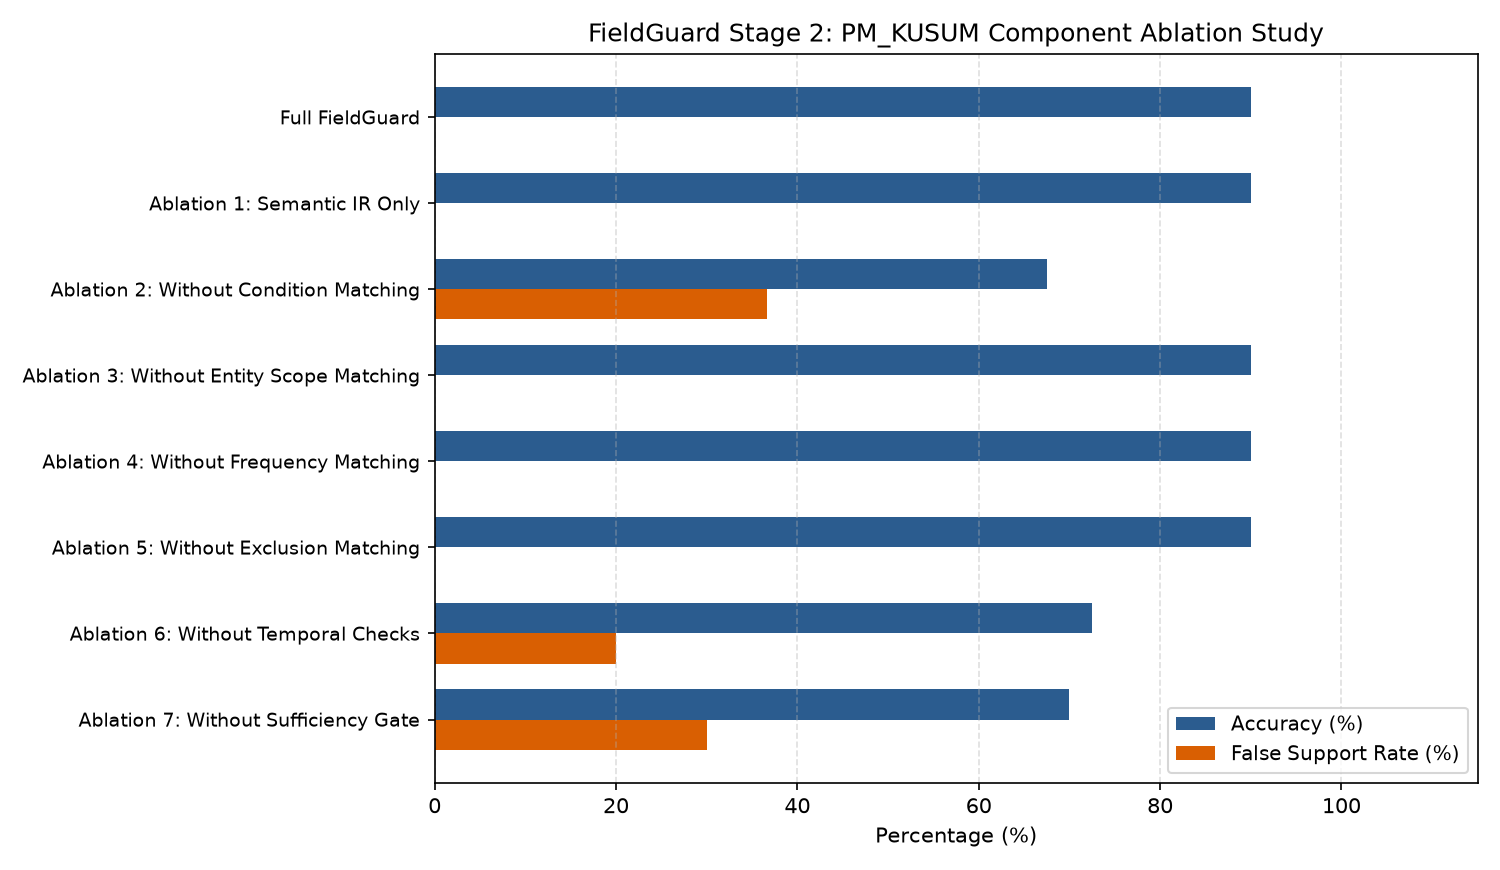 FieldGuard Stage 2: PM_KUSUM Component Ablation Study
Full FieldGuard
Ablation 1: Semantic IR Only
Ablation 2: Without Condition Matching
Ablation 3: Without Entity Scope Matching
Ablation 4: Without Frequency Matching
Ablation 5: Without Exclusion Matching
Ablation 6: Without Temporal Checks
Ablation 7: Without Sufficiency Gate
Accuracy (%)
False Support Rate (%)
0 20 40 60 80 100
Percentage (%)